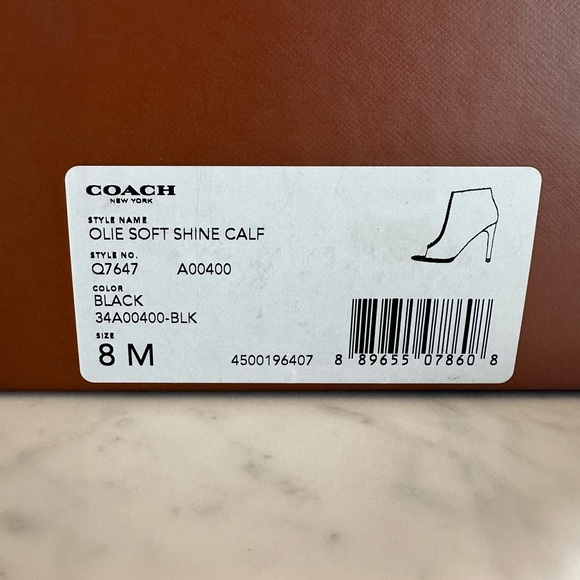 COACH
NEW YORK
STYLE NAME
OLIE SOFT SHINE CALF
STYLE NO.
Q7647 A00400
COLOR
BLACK
34A00400-BLK
SIZE
8 M
4500196407
8 89655 07860 8